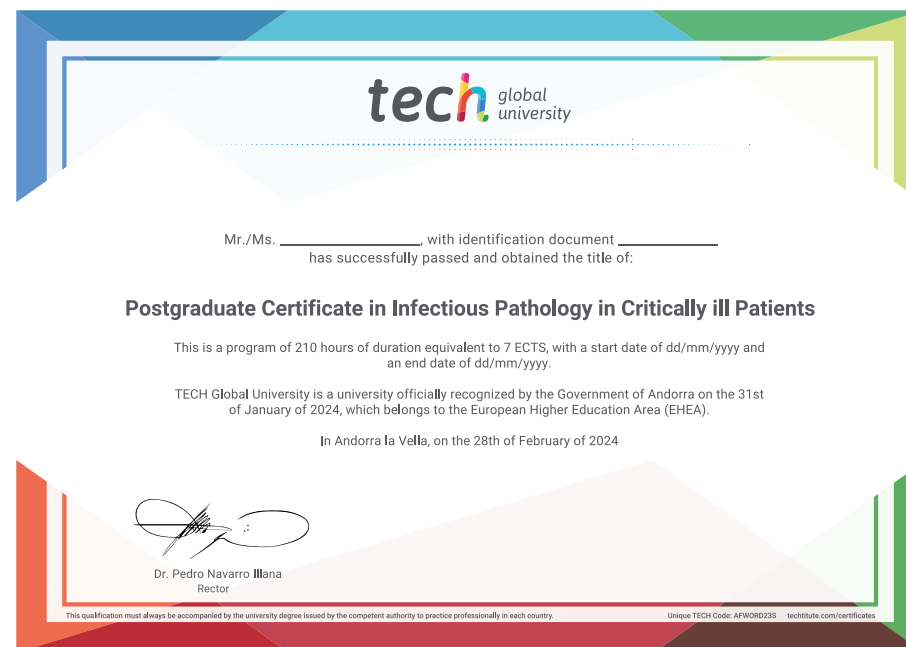 tech global university
Mr./Ms. ____________________, with identification document ______________
has successfully passed and obtained the title of:
Postgraduate Certificate in Infectious Pathology in Critically ill Patients
This is a program of 210 hours of duration equivalent to 7 ECTS, with a start date of dd/mm/yyyy and
an end date of dd/mm/yyyy.
TECH Global University is a university officially recognized by the Government of Andorra on the 31st
of January of 2024, which belongs to the European Higher Education Area (EHEA).
In Andorra la Vella, on the 28th of February of 2024
Dr. Pedro Navarro Illana
Rector
This qualification must always be accompanied by the university degree issued by the competent authority to practice professionally in each country. Unique TECH Code: AFWORD23S techtitute.com/certificates